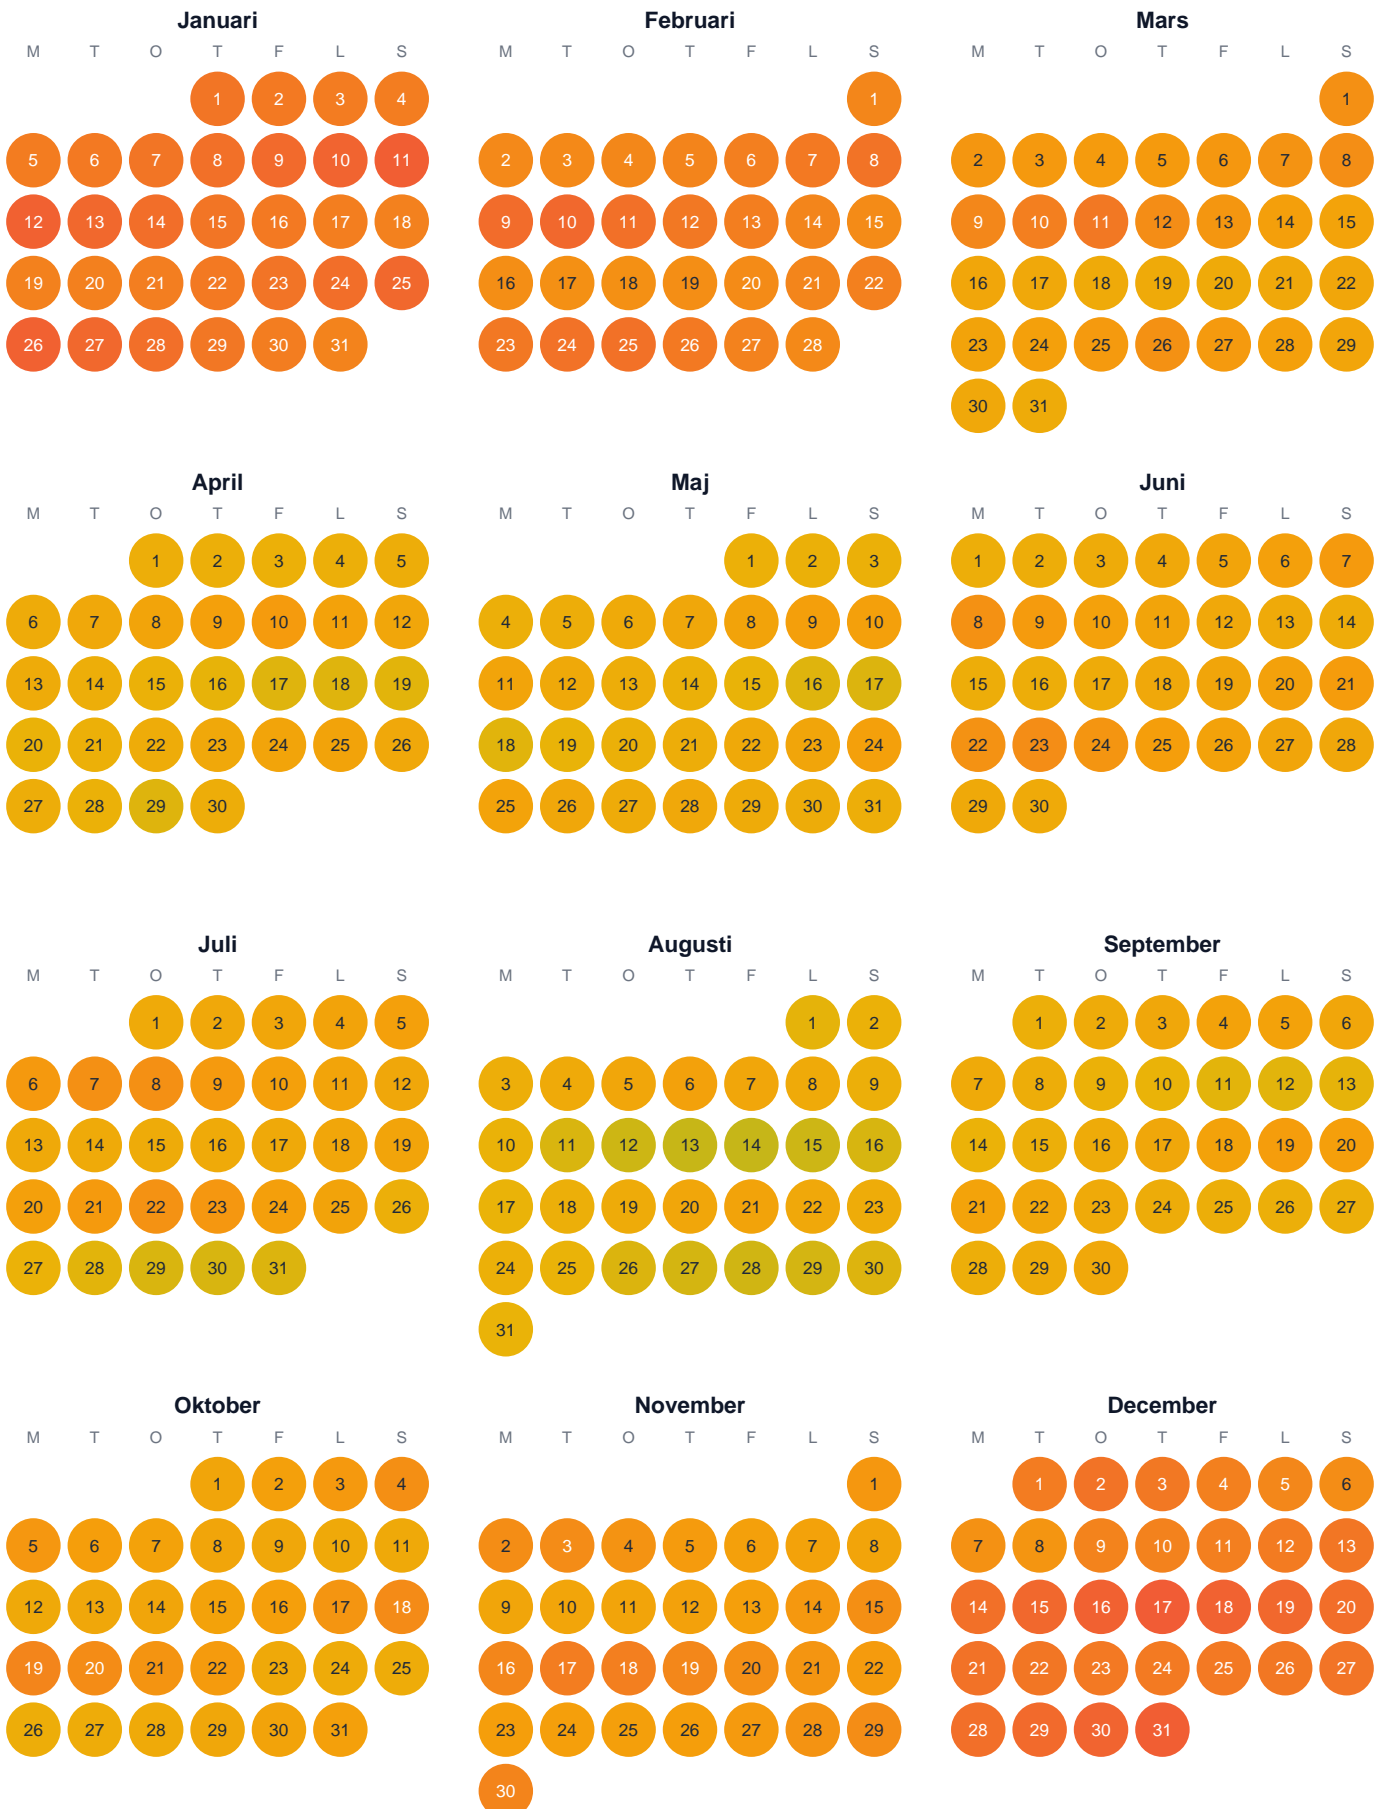 Januari Februari Mars
M T O T F L S M T O T F L S M T O T F L S
1 2 3 4 1 1
5 6 7 8 9 10 11 2 3 4 5 6 7 8 2 3 4 5 6 7 8
12 13 14 15 16 17 18 9 10 11 12 13 14 15 9 10 11 12 13 14 15
19 20 21 22 23 24 25 16 17 18 19 20 21 22 16 17 18 19 20 21 22
26 27 28 29 30 31 23 24 25 26 27 28 23 24 25 26 27 28 29
30 31
April Maj Juni
M T O T F L S M T O T F L S M T O T F L S
1 2 3 4 5 1 2 3 1 2 3 4 5 6 7
6 7 8 9 10 11 12 4 5 6 7 8 9 10 8 9 10 11 12 13 14
13 14 15 16 17 18 19 11 12 13 14 15 16 17 15 16 17 18 19 20 21
20 21 22 23 24 25 26 18 19 20 21 22 23 24 22 23 24 25 26 27 28
27 28 29 30 25 26 27 28 29 30 31 29 30
Juli Augusti September
M T O T F L S M T O T F L S M T O T F L S
1 2 3 4 5 1 2 1 2 3 4 5 6
6 7 8 9 10 11 12 3 4 5 6 7 8 9 7 8 9 10 11 12 13
13 14 15 16 17 18 19 10 11 12 13 14 15 16 14 15 16 17 18 19 20
20 21 22 23 24 25 26 17 18 19 20 21 22 23 21 22 23 24 25 26 27
27 28 29 30 31 24 25 26 27 28 29 30 28 29 30
31
Oktober November December
M T O T F L S M T O T F L S M T O T F L S
1 2 3 4 1 1 2 3 4 5 6
5 6 7 8 9 10 11 2 3 4 5 6 7 8 7 8 9 10 11 12 13
12 13 14 15 16 17 18 9 10 11 12 13 14 15 14 15 16 17 18 19 20
19 20 21 22 23 24 25 16 17 18 19 20 21 22 21 22 23 24 25 26 27
26 27 28 29 30 31 23 24 25 26 27 28 29 28 29 30 31
30